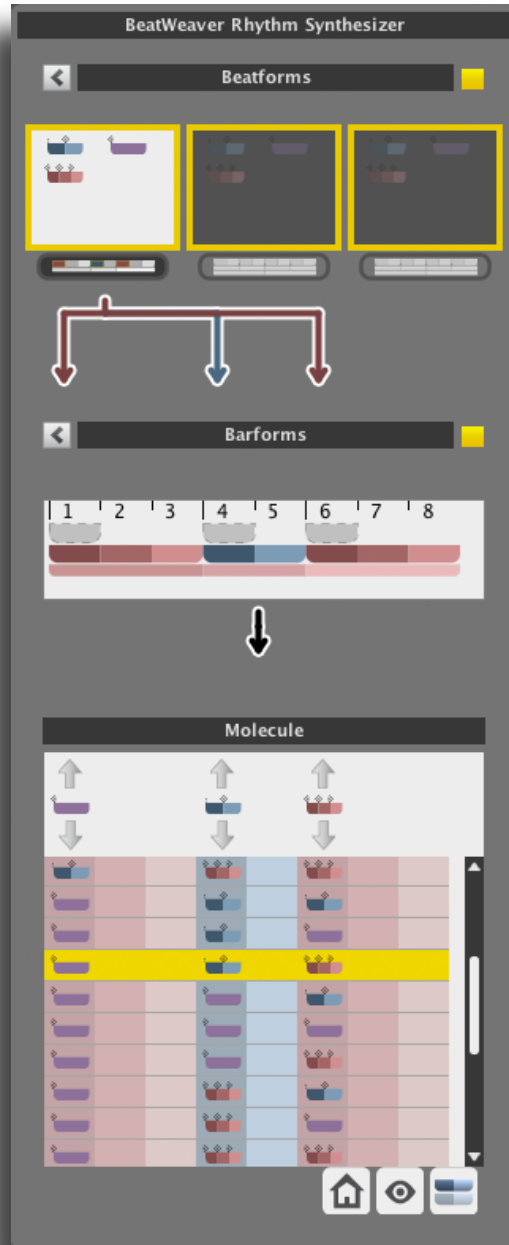 BeatWeaver Rhythm Synthesizer
Beatforms
Barforms
1 2 3 4 5 6 7 8
Molecule